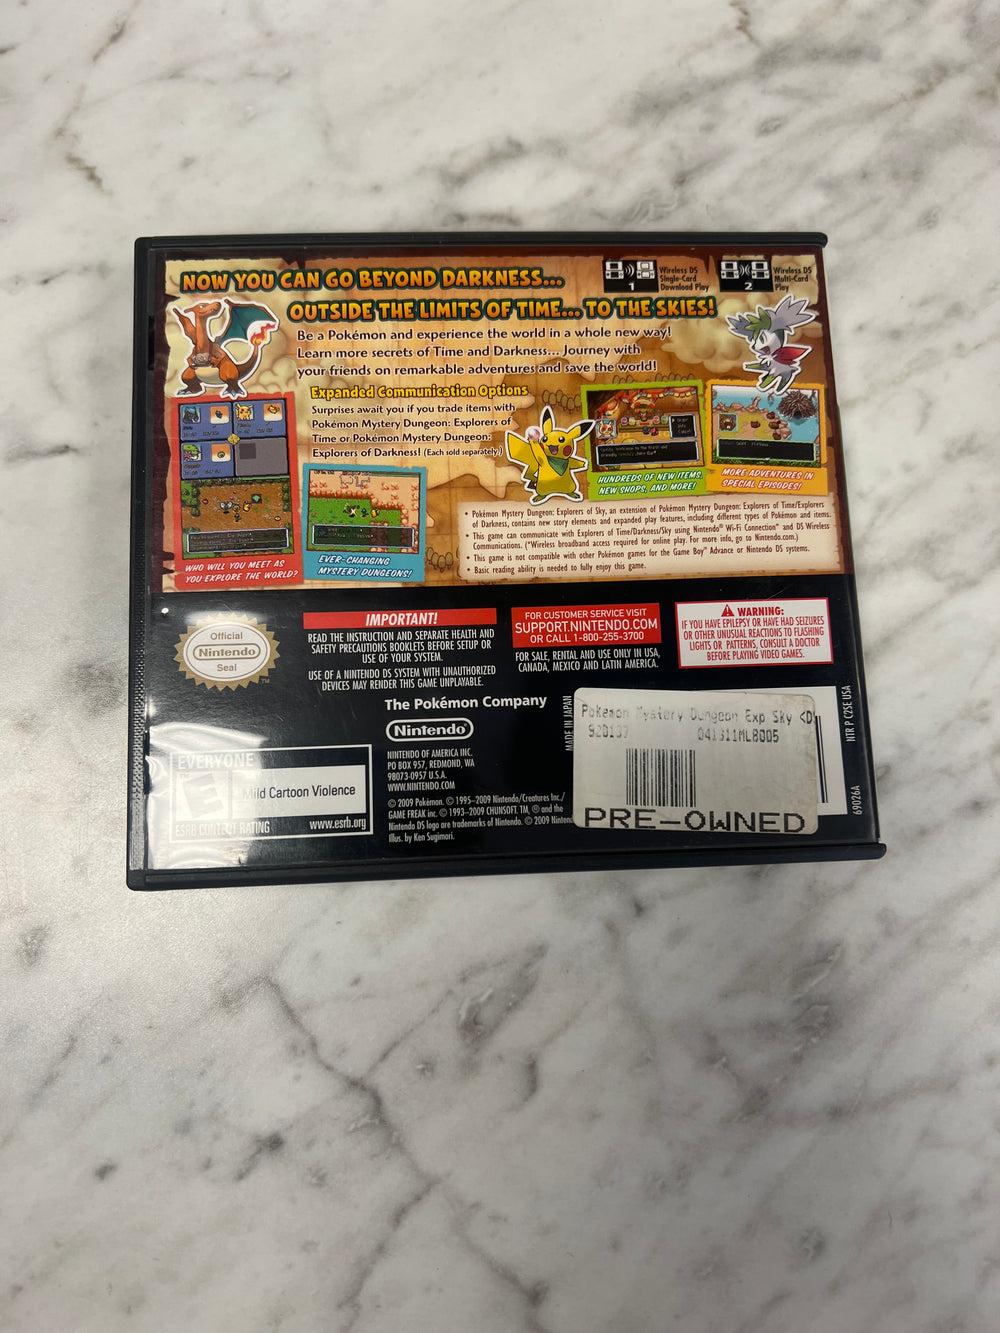 NOW YOU CAN GO BEYOND DARKNESS...
OUTSIDE THE LIMITS OF TIME... TO THE SKIES!
1
Wireless DS
Single-Card
Download Play
2
Wireless DS
Multi-Card
Play
Be a Pokémon and experience the world in a whole new way!
Learn more secrets of Time and Darkness... Journey with
your friends on remarkable adventures and save the world!
Expanded Communication Options
Surprises await you if you trade items with
Pokémon Mystery Dungeon: Explorers of
Time or Pokémon Mystery Dungeon:
Explorers of Darkness! (Each sold separately.)
WHO WILL YOU MEET AS
YOU EXPLORE THE WORLD?
EVER-CHANGING
MYSTERY DUNGEONS!
HUNDREDS OF NEW ITEMS,
NEW SHOPS, AND MORE!
MORE ADVENTURES IN
SPECIAL EPISODES!
• Pokémon Mystery Dungeon: Explorers of Sky, an extension of Pokémon Mystery Dungeon: Explorers of Time/Explorers
of Darkness, contains new story elements and expanded play features, including different types of Pokémon and items.
• This game can communicate with Explorers of Time/Darkness/Sky using Nintendo® Wi-Fi Connection* and DS Wireless
Communications. (*Wireless broadband access required for online play. For more info, go to Nintendo.com.)
• This game is not compatible with other Pokémon games for the Game Boy® Advance or Nintendo DS systems.
• Basic reading ability is needed to fully enjoy this game.
Official
Nintendo
Seal
IMPORTANT!
READ THE INSTRUCTION AND SEPARATE HEALTH AND
SAFETY PRECAUTIONS BOOKLETS BEFORE SETUP OR
USE OF YOUR SYSTEM.
USE OF A NINTENDO DS SYSTEM WITH UNAUTHORIZED
DEVICES MAY RENDER THIS GAME UNPLAYABLE.
FOR CUSTOMER SERVICE VISIT
SUPPORT.NINTENDO.COM
OR CALL 1-800-255-3700
FOR SALE, RENTAL AND USE ONLY IN USA,
CANADA, MEXICO AND LATIN AMERICA.
WARNING:
IF YOU HAVE EPILEPSY OR HAVE HAD SEIZURES
OR OTHER UNUSUAL REACTIONS TO FLASHING
LIGHTS OR PATTERNS, CONSULT A DOCTOR
BEFORE PLAYING VIDEO GAMES.
The Pokémon Company
Nintendo
NINTENDO OF AMERICA INC.
PO BOX 957, REDMOND, WA
98073-0957 U.S.A.
WWW.NINTENDO.COM
© 2009 Pokémon. © 1995–2009 Nintendo/Creatures Inc./
GAME FREAK inc. © 1993–2009 CHUNSOFT. TM, ® and the
Nintendo DS logo are trademarks of Nintendo. © 2009 Ninten
Illus. by Ken Sugimori.
EVERYONE
E
Mild Cartoon Violence
ESRB CONTENT RATING
www.esrb.org
MADE IN JAPAN
Pokemon Mystery Dungeon Exp Sky <D
920137
041311ML8005
PRE-OWNED
NTR P C2SE USA
69026A